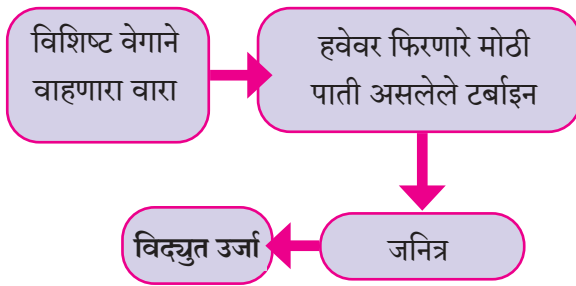 विशिष्ट वेगाने
वाहणारा वारा
हवेवर फिरणारे मोठी
पाती असलेले टर्बाइन
जनित्र
विद्युत उर्जा